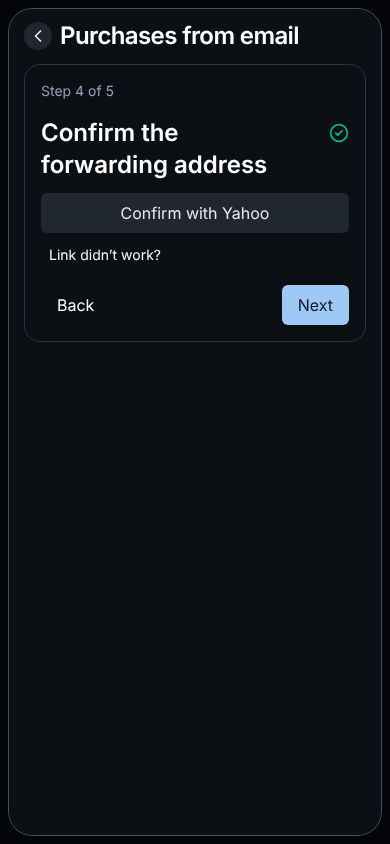 Purchases from email
Step 4 of 5
Confirm the
forwarding address
Confirm with Yahoo
Link didn’t work?
Back
Next